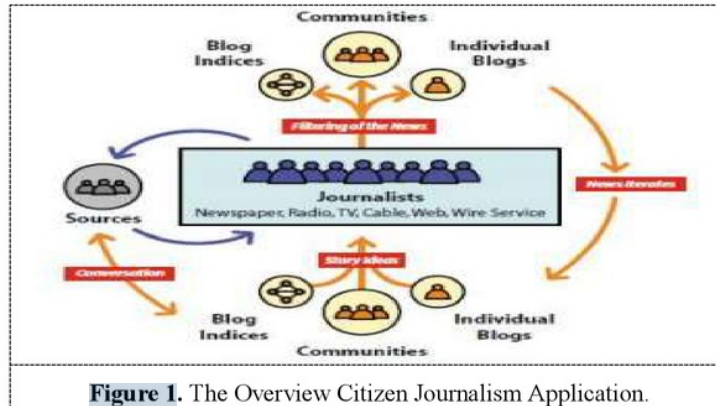 Communities
Blog Indices
Individual Blogs
Filtering of the News
Journalists
Newspaper, Radio, TV, Cable, Web, Wire Service
Sources
News Iterates
Conversation
Story Ideas
Blog Indices
Individual Blogs
Communities
Figure 1. The Overview Citizen Journalism Application.